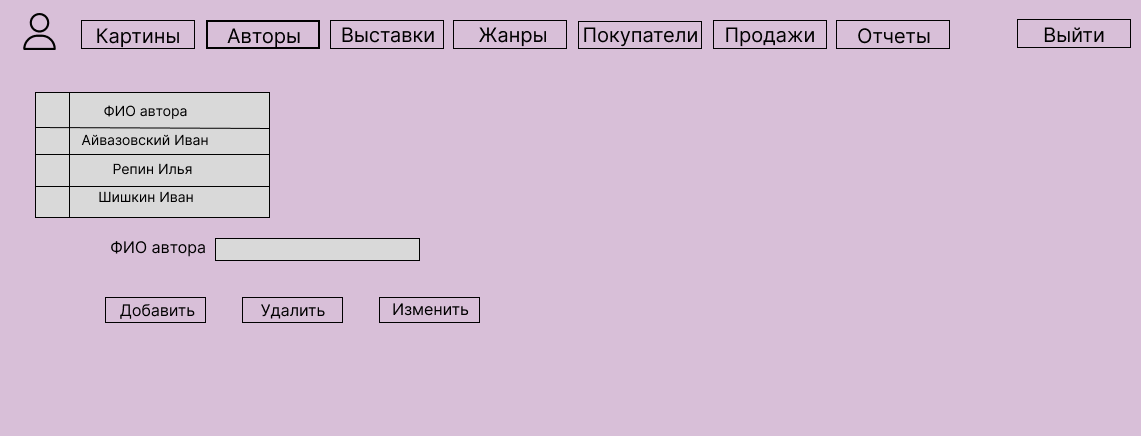 Картины Авторы Выставки Жанры Покупатели Продажи Отчеты Выйти
ФИО автора
Айвазовский Иван
Репин Илья
Шишкин Иван
ФИО автора
Добавить Удалить Изменить